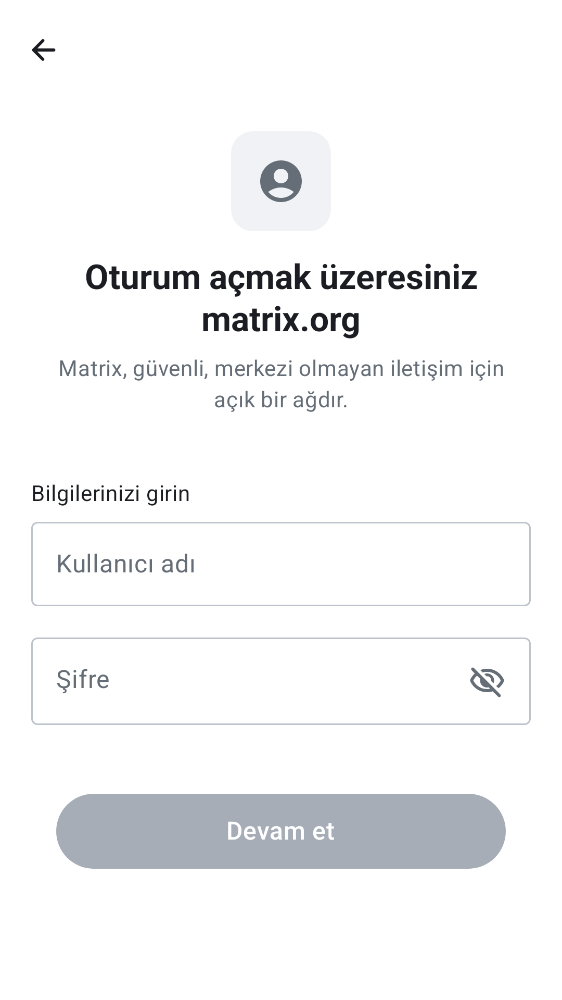 Oturum açmak üzeresiniz
matrix.org
Matrix, güvenli, merkezi olmayan iletişim için
açık bir ağdır.
Bilgilerinizi girin
Kullanıcı adı
Şifre
Devam et